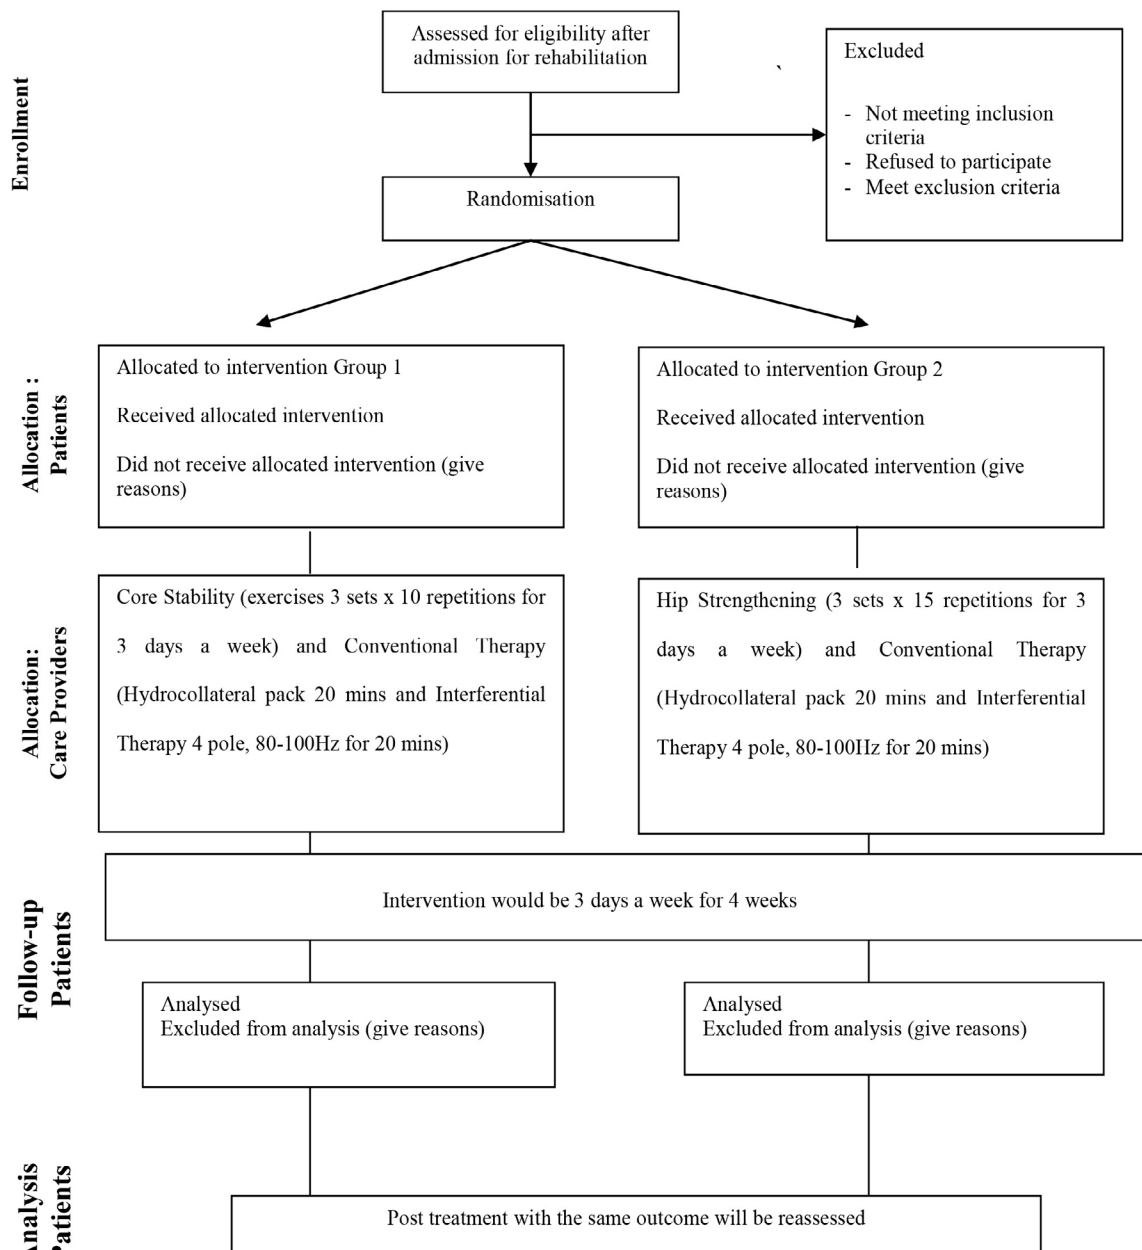 Assessed for eligibility after
admission for rehabilitation
Excluded
- Not meeting inclusion
criteria
- Refused to participate
- Meet exclusion criteria
Enrollment
Randomisation
Allocation :
Patients
Allocated to intervention Group 1
Received allocated intervention
Did not receive allocated intervention (give
reasons)
Allocated to intervention Group 2
Received allocated intervention
Did not receive allocated intervention (give
reasons)
Allocation:
Care Providers
Core Stability (exercises 3 sets x 10 repetitions for
3 days a week) and Conventional Therapy
(Hydrocollateral pack 20 mins and Interferential
Therapy 4 pole, 80-100Hz for 20 mins)
Hip Strengthening (3 sets x 15 repetitions for 3
days a week) and Conventional Therapy
(Hydrocollateral pack 20 mins and Interferential
Therapy 4 pole, 80-100Hz for 20 mins)
Follow-up
Patients
Intervention would be 3 days a week for 4 weeks
Analysed
Excluded from analysis (give reasons)
Analysed
Excluded from analysis (give reasons)
Analysis
Patients
Post treatment with the same outcome will be reassessed